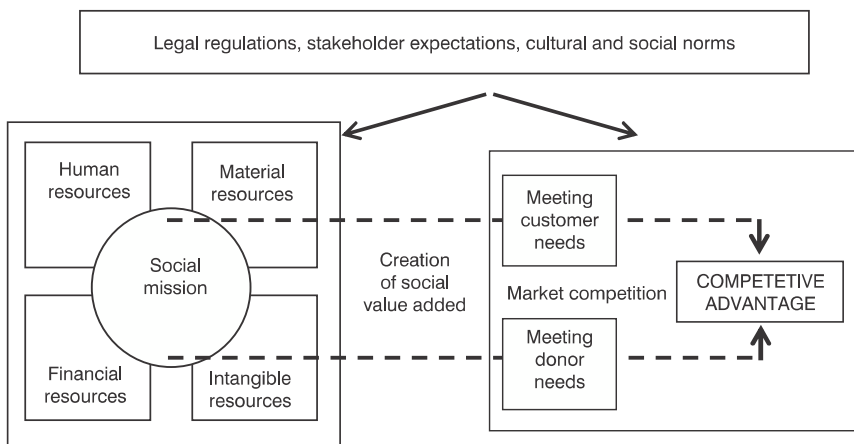 Legal regulations, stakeholder expectations, cultural and social norms
Human
resources
Material
resources
Social
mission
Financial
resources
Intangible
resources
Creation
of social
value added
Meeting
customer
needs
Market competition
Meeting
donor
needs
COMPETETIVE
ADVANTAGE